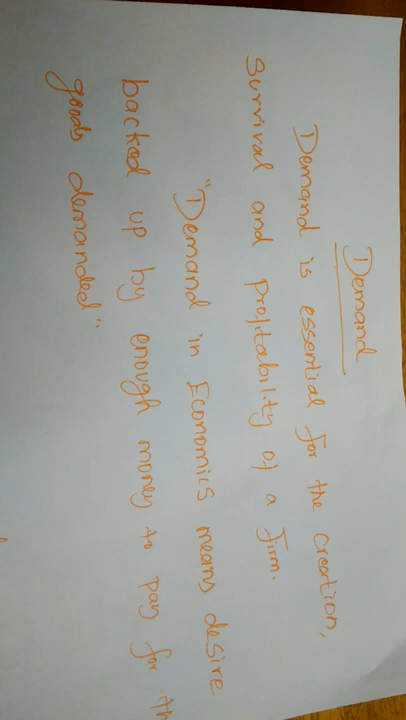 Demand
Demand is essential for the creation,
Survival and profitability of a firm.
"Demand in Economics means desire
backed up by enough money to pay for th
goods demanded".